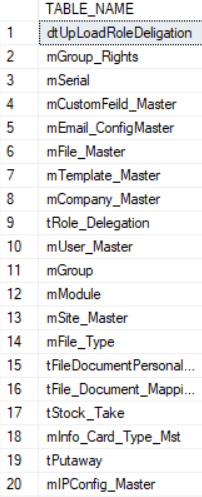 TABLE_NAME
1 dtUpLoadRoleDeligation
2 mGroup_Rights
3 mSerial
4 mCustomFeild_Master
5 mEmail_ConfigMaster
6 mFile_Master
7 mTemplate_Master
8 mCompany_Master
9 tRole_Delegation
10 mUser_Master
11 mGroup
12 mModule
13 mSite_Master
14 mFile_Type
15 tFileDocumentPersonal...
16 tFile_Document_Mappi...
17 tStock_Take
18 mInfo_Card_Type_Mst
19 tPutaway
20 mIPConfig_Master